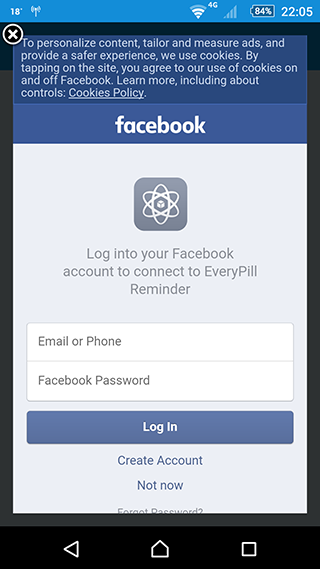 18°
4G
84%
22:05
To personalize content, tailor and measure ads, and
provide a safer experience, we use cookies. By
tapping on the site, you agree to our use of cookies on
and off Facebook. Learn more, including about
controls: Cookies Policy.
facebook
Log into your Facebook
account to connect to EveryPill
Reminder
Email or Phone
Facebook Password
Log In
Create Account
Not now
Forgot Password?